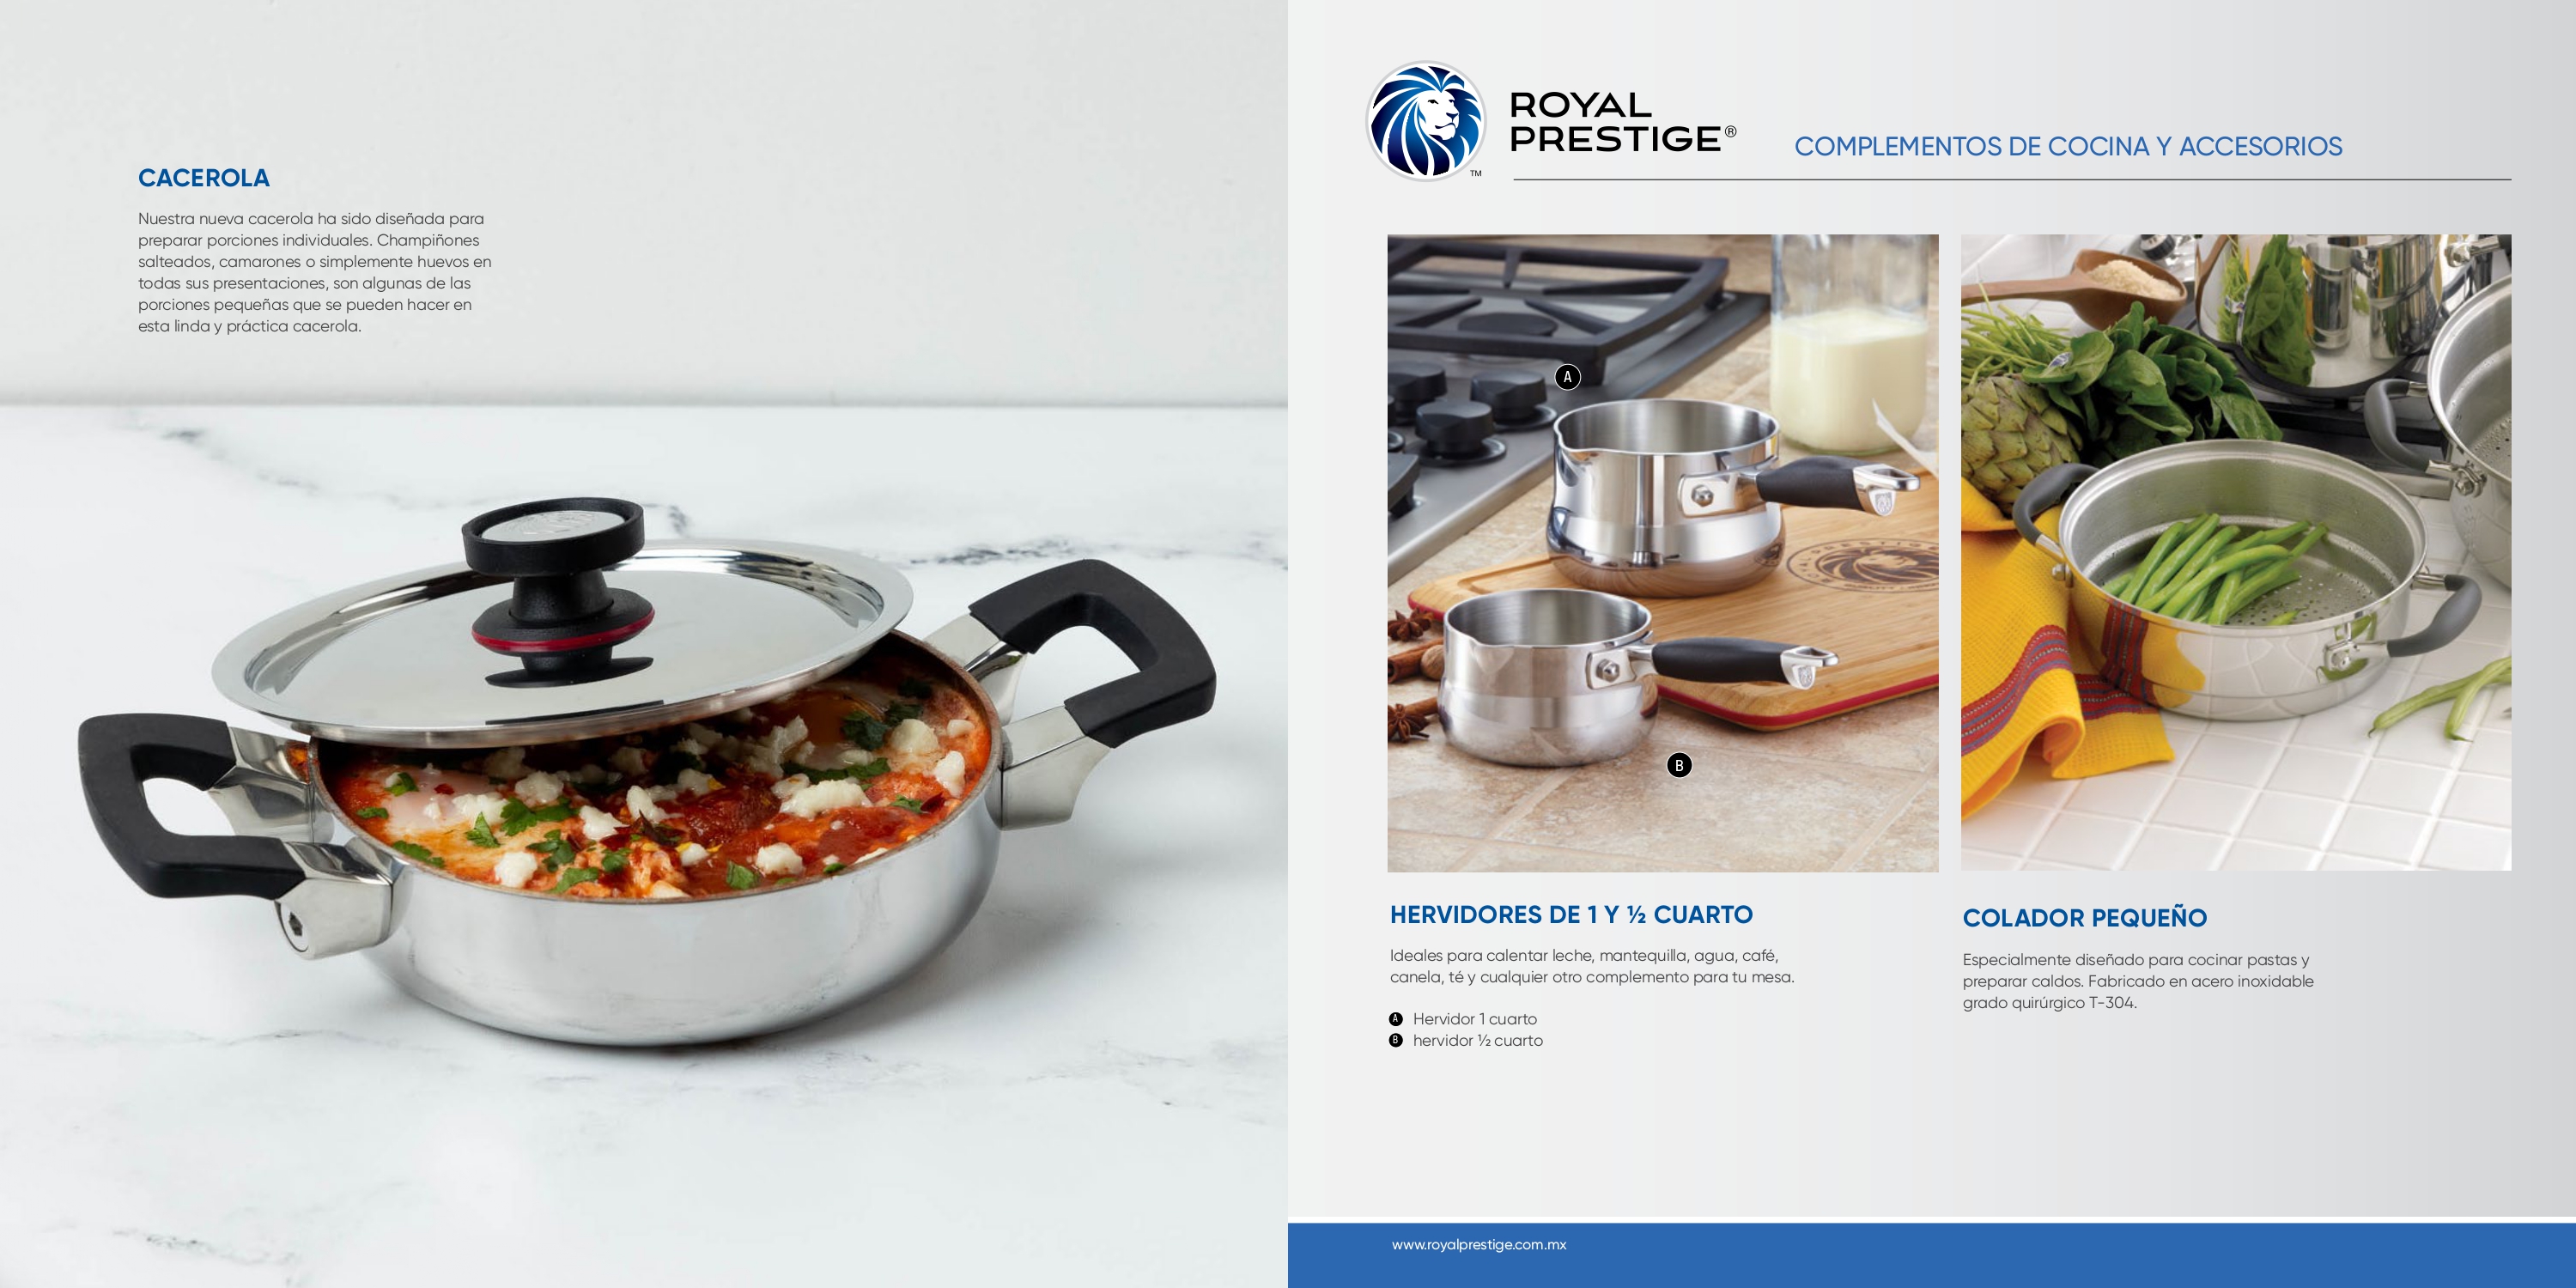 CACEROLA
Nuestra nueva cacerola ha sido diseñada para
preparar porciones individuales. Champiñones
salteados, camarones o simplemente huevos en
todas sus presentaciones, son algunas de las
porciones pequeñas que se pueden hacer en
esta linda y práctica cacerola.
ROYAL
PRESTIGE®
TM
COMPLEMENTOS DE COCINA Y ACCESORIOS
A
B
HERVIDORES DE 1 Y ½ CUARTO
Ideales para calentar leche, mantequilla, agua, café,
canela, té y cualquier otro complemento para tu mesa.
A Hervidor 1 cuarto
B hervidor ½ cuarto
COLADOR PEQUEÑO
Especialmente diseñado para cocinar pastas y
preparar caldos. Fabricado en acero inoxidable
grado quirúrgico T-304.
www.royalprestige.com.mx